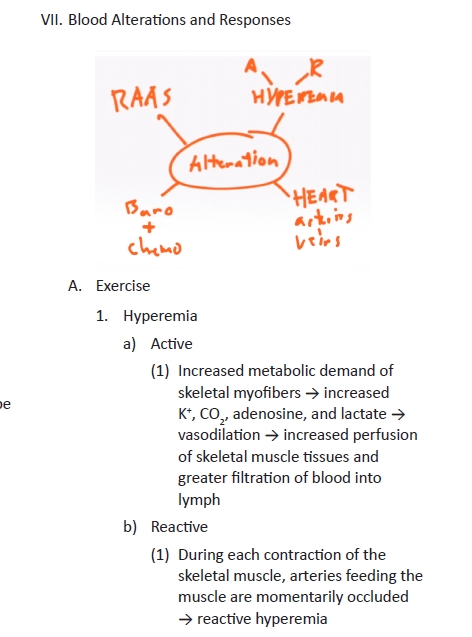 VII. Blood Alterations and Responses
A R
RAAS HYPEREMIA
Alteration
HEART
Baro arteries
+ veins
chemo
A. Exercise
1. Hyperemia
a) Active
(1) Increased metabolic demand of
skeletal myofibers → increased
pe
K⁺, CO₂, adenosine, and lactate →
vasodilation → increased perfusion
of skeletal muscle tissues and
greater filtration of blood into
lymph
b) Reactive
(1) During each contraction of the
skeletal muscle, arteries feeding the
muscle are momentarily occluded
→ reactive hyperemia